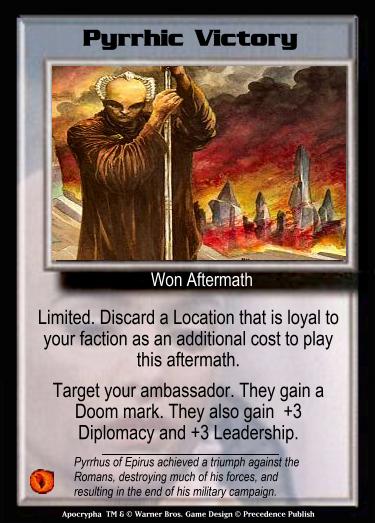 Pyrrhic Victory
Won Aftermath
Limited. Discard a Location that is loyal to
your faction as an additional cost to play
this aftermath.
Target your ambassador. They gain a
Doom mark. They also gain +3
Diplomacy and +3 Leadership.
Pyrrhus of Epirus achieved a triumph against the
Romans, destroying much of his forces, and
resulting in the end of his military campaign.
Apocrypha TM & © Warner Bros. Game Design © Precedence Publish